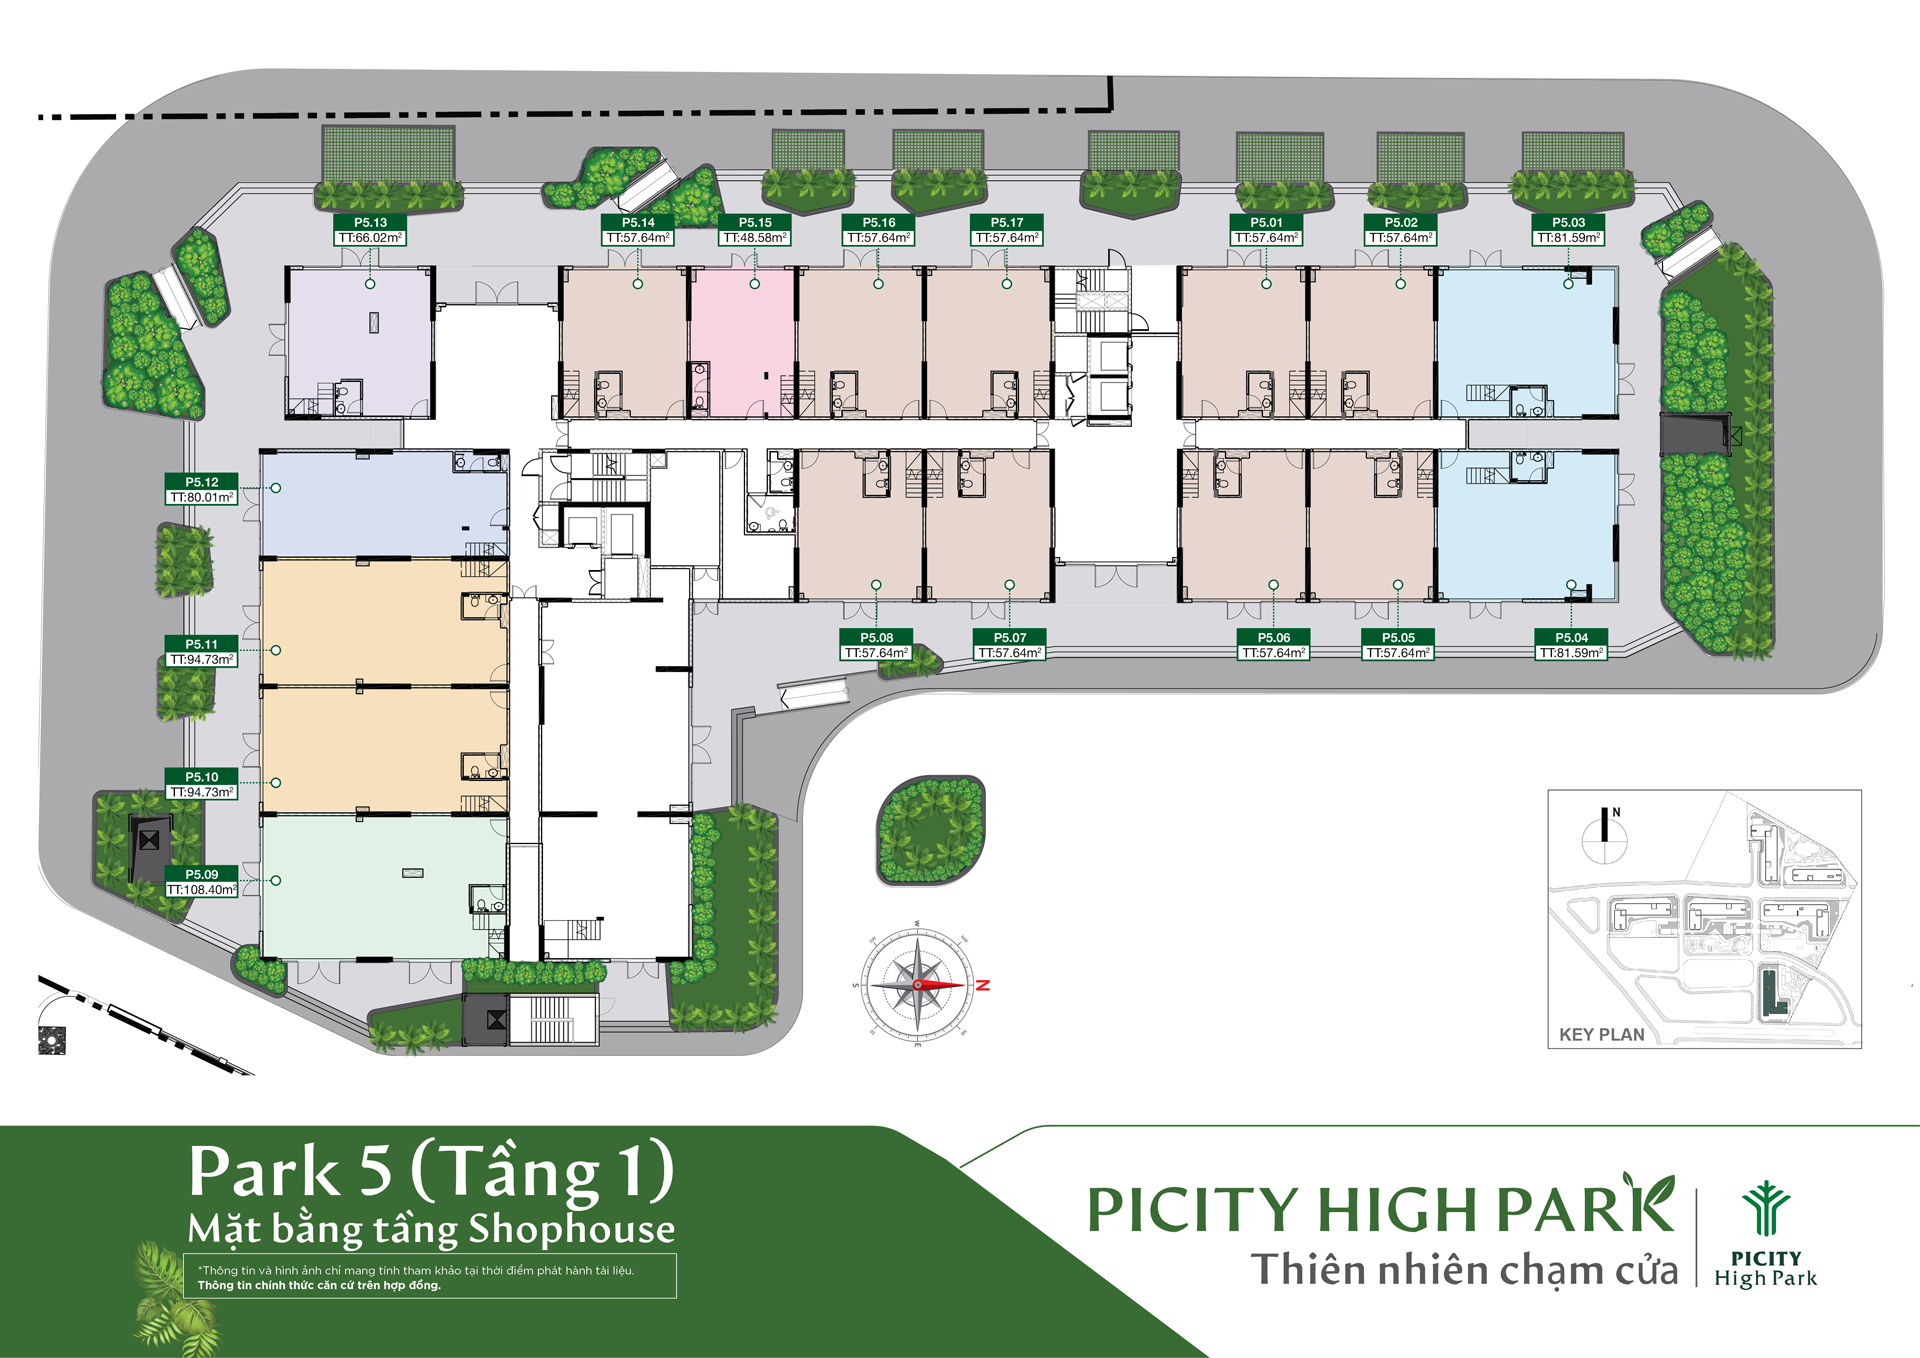 P5.13
TT:66.02m²
P5.14
TT:57.64m²
P5.15
TT:48.58m²
P5.16
TT:57.64m²
P5.17
TT:57.64m²
P5.01
TT:57.64m²
P5.02
TT:57.64m²
P5.03
TT:81.59m²
P5.12
TT:80.01m²
P5.11
TT:94.73m²
P5.10
TT:94.73m²
P5.09
TT:108.40m²
P5.08
TT:57.64m²
P5.07
TT:57.64m²
P5.06
TT:57.64m²
P5.05
TT:57.64m²
P5.04
TT:81.59m²
W
NW
S
N
E
N
KEY PLAN
Park 5 (Tầng 1)
Mặt bằng tầng Shophouse
*Thông tin và hình ảnh chỉ mang tính tham khảo tại thời điểm phát hành tài liệu.
Thông tin chính thức căn cứ trên hợp đồng.
PICITY HIGH PARK
Thiên nhiên chạm cửa
PICITY
High Park